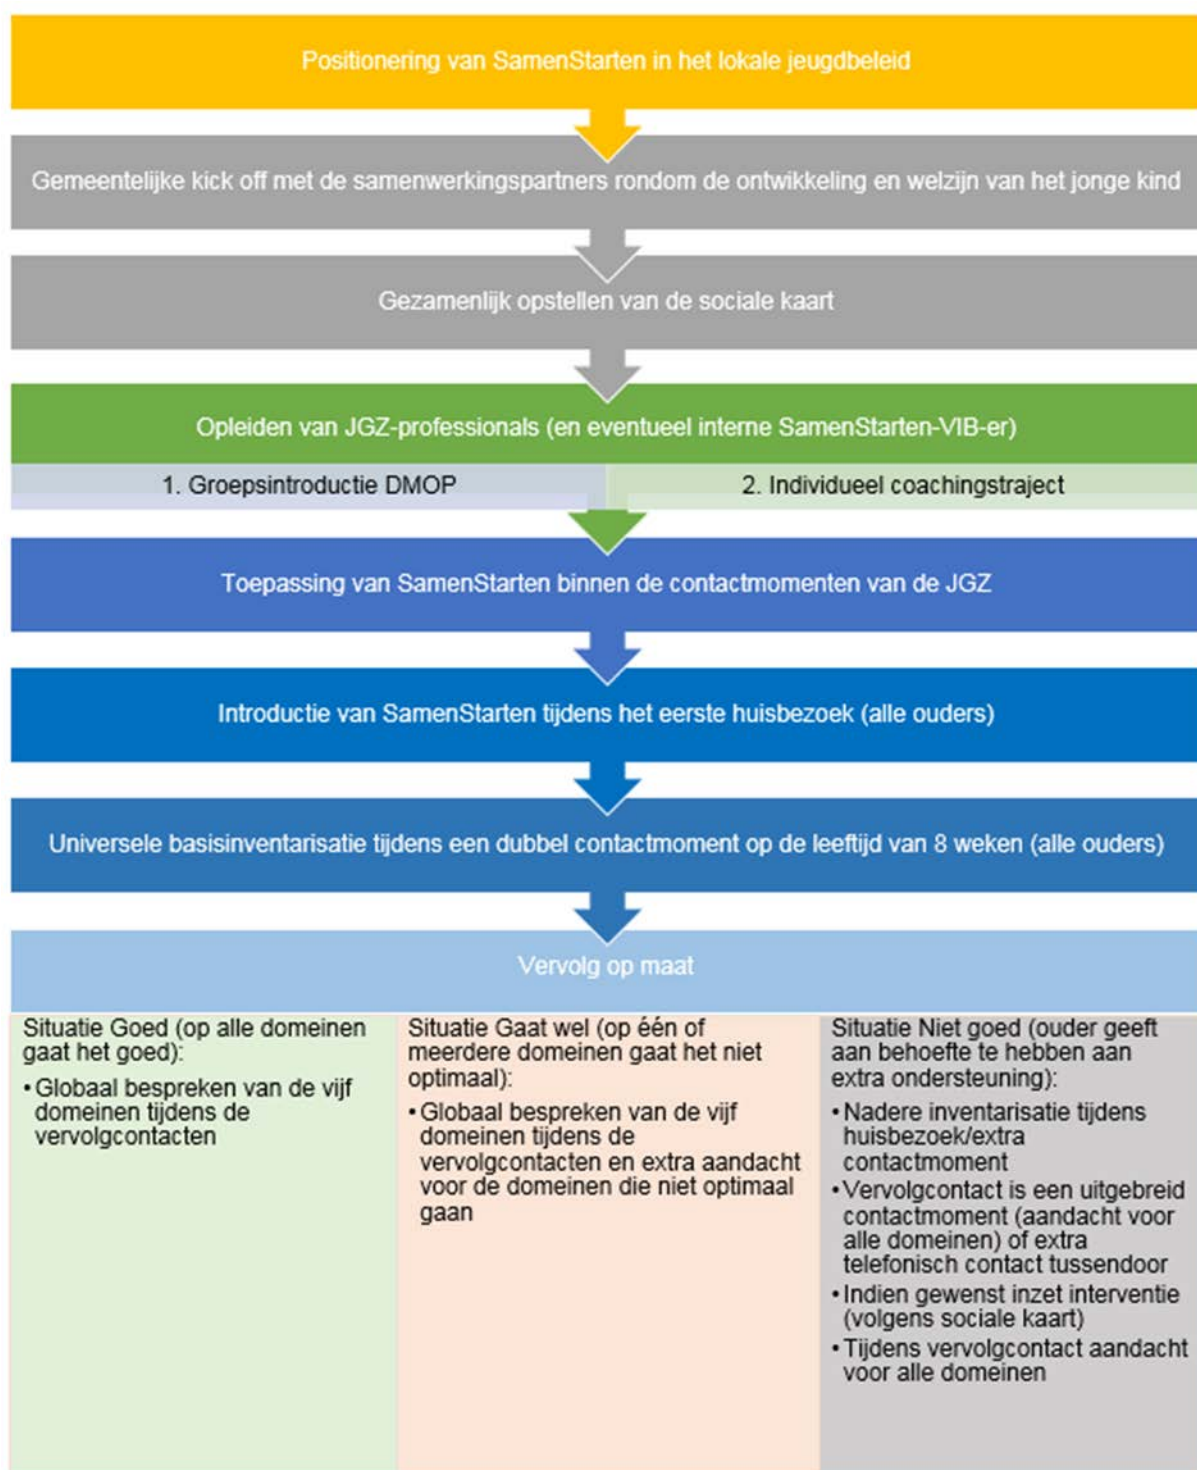 Positionering van SamenStarten in het lokale jeugdbeleid
Gemeentelijke kick off met de samenwerkingspartners rondom de ontwikkeling en welzijn van het jonge kind
Gezamenlijk opstellen van de sociale kaart
Opleiden van JGZ-professionals (en eventueel interne SamenStarten-VIB-er)
1. Groepsintroductie DMOP
2. Individueel coachingstraject
Toepassing van SamenStarten binnen de contactmomenten van de JGZ
Introductie van SamenStarten tijdens het eerste huisbezoek (alle ouders)
Universele basisinventarisatie tijdens een dubbel contactmoment op de leeftijd van 8 weken (alle ouders)
Vervolg op maat
Situatie Goed (op alle domeinen
gaat het goed):
• Globaal bespreken van de vijf
domeinen tijdens de
vervolgcontacten
Situatie Gaat wel (op één of
meerdere domeinen gaat het niet
optimaal):
• Globaal bespreken van de vijf
domeinen tijdens de
vervolgcontacten en extra aandacht
voor de domeinen die niet optimaal
gaan
Situatie Niet goed (ouder geeft
aan behoefte te hebben aan
extra ondersteuning):
• Nadere inventarisatie tijdens
huisbezoek/extra
contactmoment
• Vervolgcontact is een uitgebreid
contactmoment (aandacht voor
alle domeinen) of extra
telefonisch contact tussendoor
• Indien gewenst inzet interventie
(volgens sociale kaart)
• Tijdens vervolgcontact aandacht
voor alle domeinen